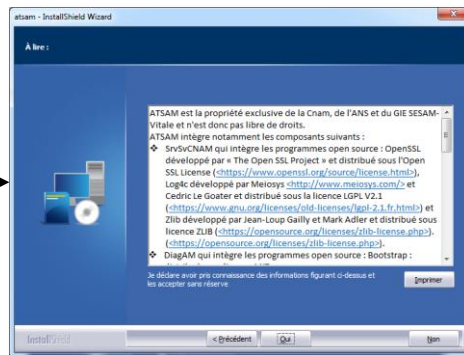 atsam - InstallShield Wizard
À lire :
ATSAM est la propriété exclusive de la Cnam, de l'ANS et du GIE SESAM-
Vitale et n'est donc pas libre de droits.
ATSAM intègre notamment les composants suivants :
❖ SrvSvCNAM qui intègre les programmes open source : OpenSSL
développé par « The Open SSL Project » et distribué sous l'Open
SSL License (<https://www.openssl.org/source/license.html>),
Log4c développé par Meiosys <http://www.meiosys.com/> et
Cedric Le Goater et distribué sous la licence LGPL V2.1
(<https://www.gnu.org/licenses/old-licenses/lgpl-2.1.fr.html>) et
Zlib développé par Jean-Loup Gailly et Mark Adler et distribué sous
licence ZLIB (<https://opensource.org/licenses/zlib-license.php>).
(<https://opensource.org/licenses/zlib-license.php>).
❖ DiagAM qui intègre les programmes open source : Bootstrap :
Je déclare avoir pris connaissance des informations figurant ci-dessus et
les accepter sans réserve
Imprimer
InstallShield
< Précédent
Oui
Non